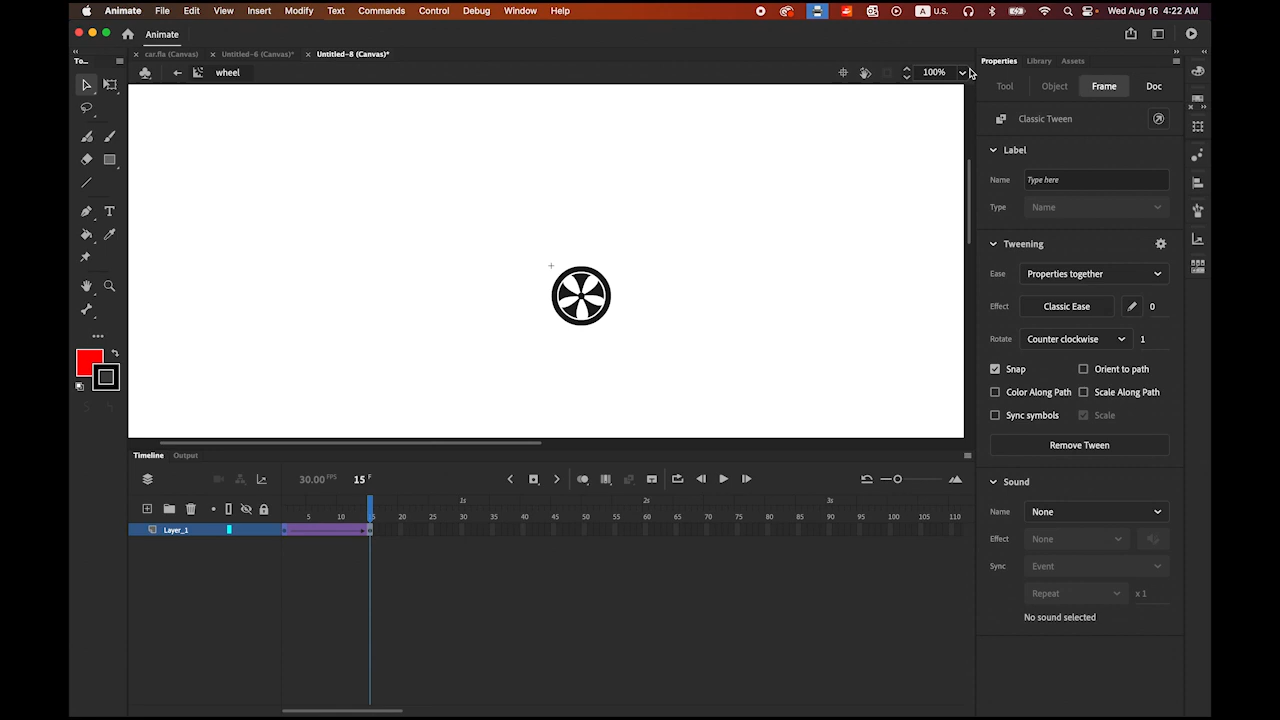 Animate File Edit View Insert Modify Text Commands Control Debug Window Help U.S. Wed Aug 16 4:22 AM
Animate
To... car.fla (Canvas) Untitled-6 (Canvas)* Untitled-8 (Canvas)* Properties Library Assets
wheel 100%
Tool Object Frame Doc
Classic Tween
Label
Name Type here
Type Name
Tweening
Ease Properties together
Effect Classic Ease 0
Rotate Counter clockwise 1
Snap Orient to path
Color Along Path Scale Along Path
Sync symbols Scale
Remove Tween
Timeline Output
30.00 FPS 15 F
Sound
1s 2s 3s
5 10 15 20 25 30 35 40 45 50 55 60 65 70 75 80 85 90 95 100 105 110
Name None
Layer_1
Effect None
Sync Event
Repeat x 1
No sound selected